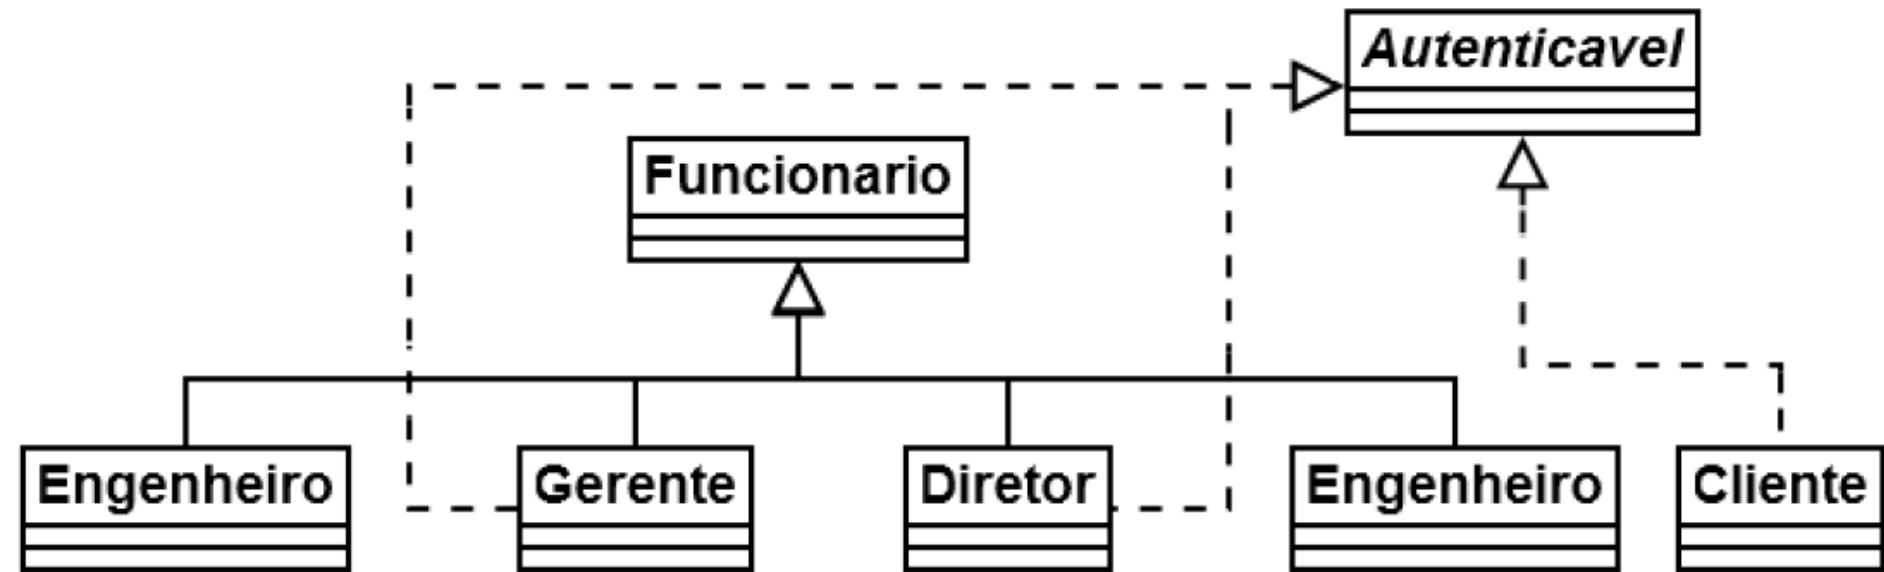 Autenticavel
Funcionario
Engenheiro
Gerente
Diretor
Engenheiro
Cliente